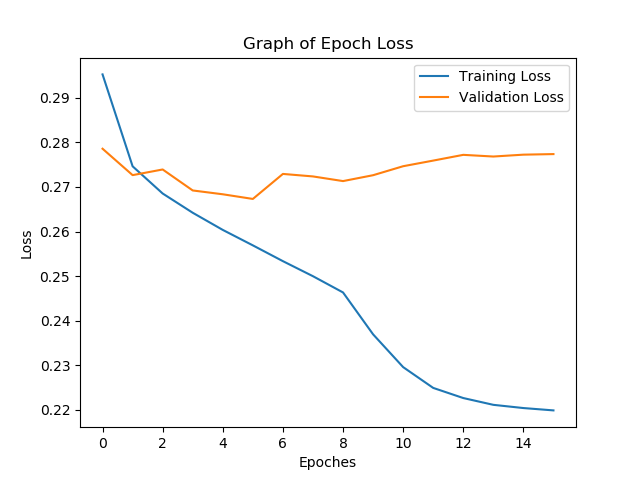 Graph of Epoch Loss
Training Loss
Validation Loss
0.29
0.28
0.27
0.26
0.25
0.24
0.23
0.22
Loss
0 2 4 6 8 10 12 14
Epoches